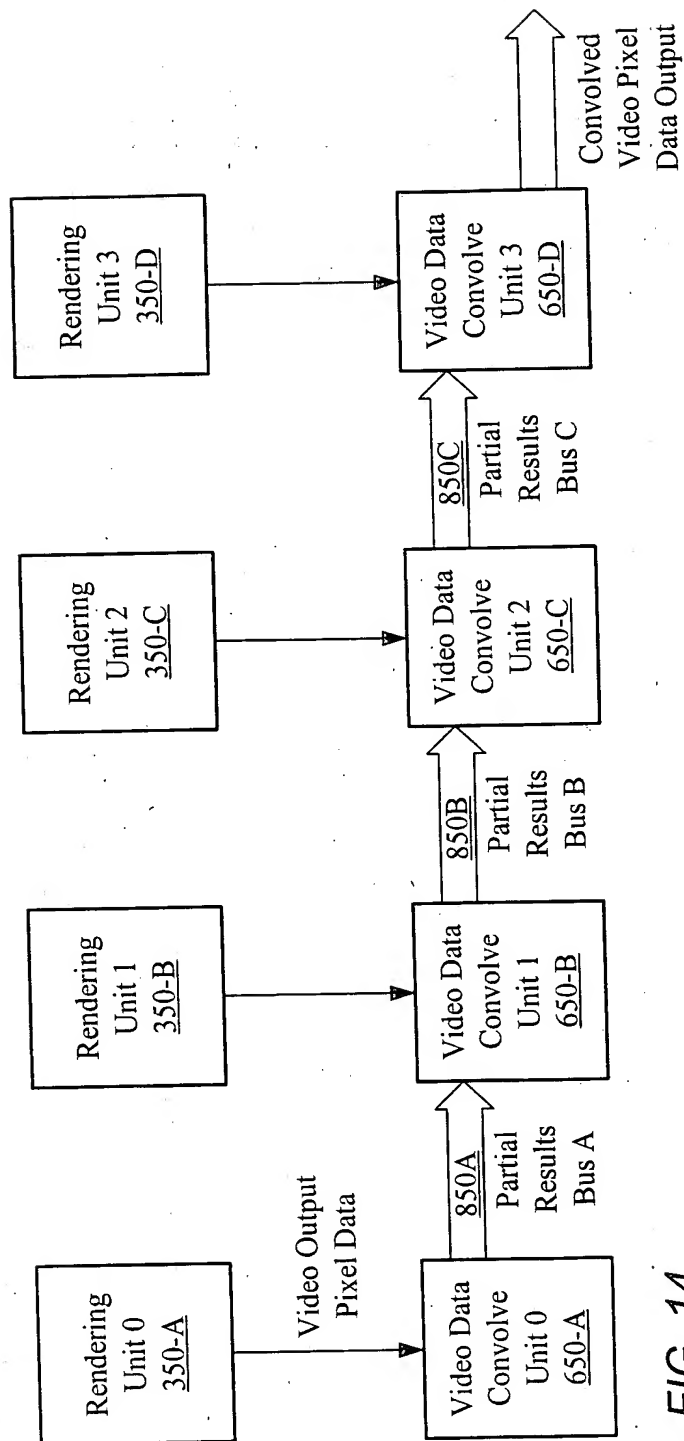 Rendering
Unit 0
350-A
Rendering
Unit 1
350-B
Rendering
Unit 2
350-C
Rendering
Unit 3
350-D
Video Output
Pixel Data
Video Data
Convolve
Unit 0
650-A
850A
Partial
Results
Bus A
Video Data
Convolve
Unit 1
650-B
850B
Partial
Results
Bus B
Video Data
Convolve
Unit 2
650-C
850C
Partial
Results
Bus C
Video Data
Convolve
Unit 3
650-D
Convolved
Video Pixel
Data Output
FIG. 14